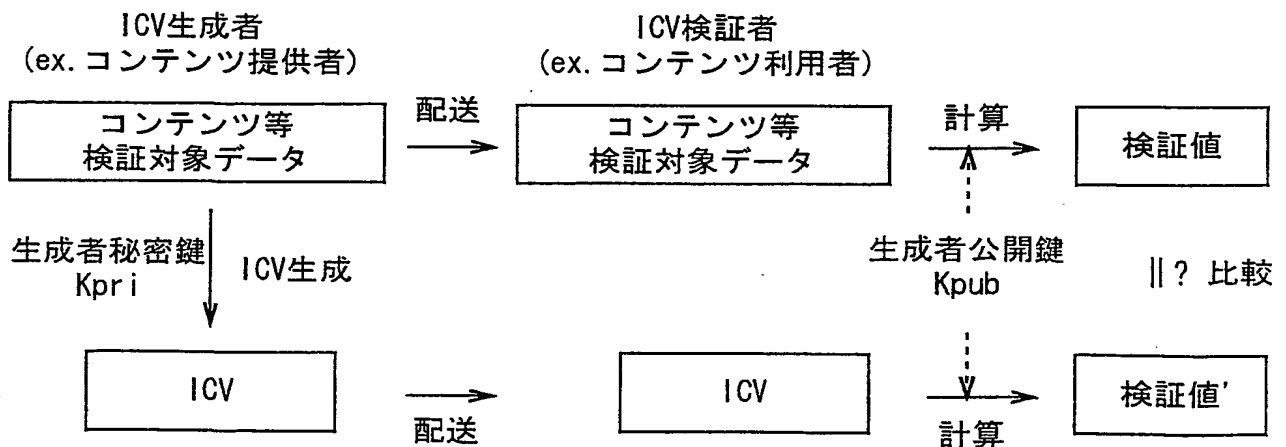 ICV生成者
(ex.コンテンツ提供者)
ICV検証者
(ex.コンテンツ利用者)
コンテンツ等
検証対象データ
配送
コンテンツ等
検証対象データ
計算
検証値
生成者秘密鍵
Kpri
ICV生成
生成者公開鍵
Kpub
||? 比較
ICV
配送
ICV
計算
検証値'